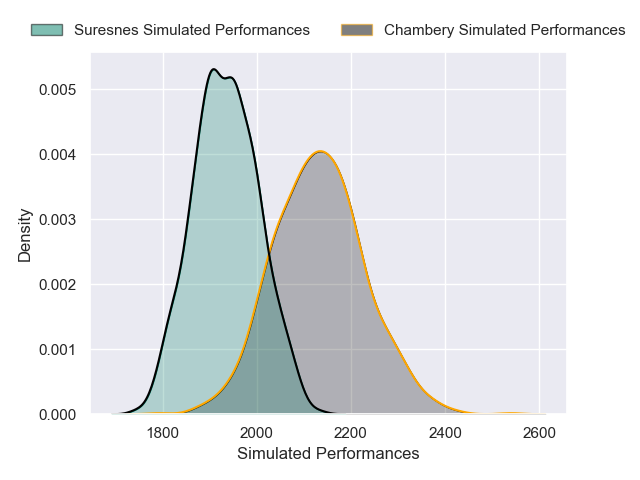 Suresnes Simulated Performances
Chambery Simulated Performances
0.005
0.004
0.003
0.002
0.001
0.000
Density
1800
2000
2200
2400
2600
Simulated Performances